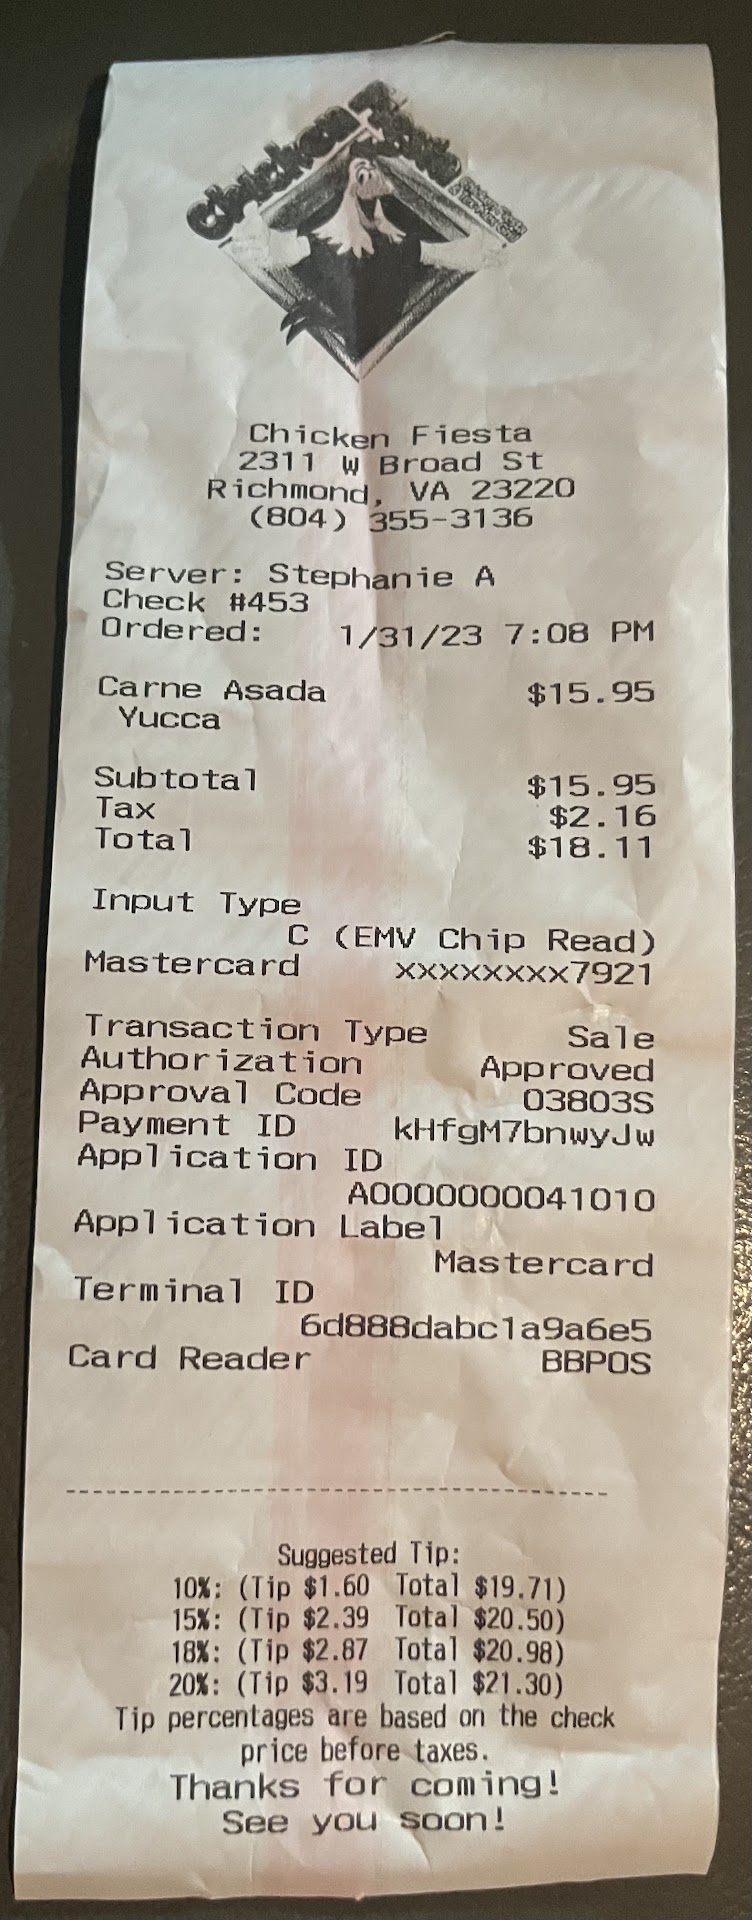 Chicken Fiesta
Chicken Fiesta
2311 W Broad St
Richmond, VA 23220
(804) 355-3136
Server: Stephanie A
Check #453
Ordered: 1/31/23 7:08 PM
Carne Asada $15.95
Yucca
Subtotal $15.95
Tax $2.16
Total $18.11
Input Type
C (EMV Chip Read)
Mastercard xxxxxxxx7921
Transaction Type Sale
Authorization Approved
Approval Code 03803S
Payment ID kHfgM7bnwyJw
Application ID
A0000000041010
Application Label
Mastercard
Terminal ID
6d888dabc1a9a6e5
Card Reader BBPOS
Suggested Tip:
10%: (Tip $1.60 Total $19.71)
15%: (Tip $2.39 Total $20.50)
18%: (Tip $2.87 Total $20.98)
20%: (Tip $3.19 Total $21.30)
Tip percentages are based on the check
price before taxes.
Thanks for coming!
See you soon!